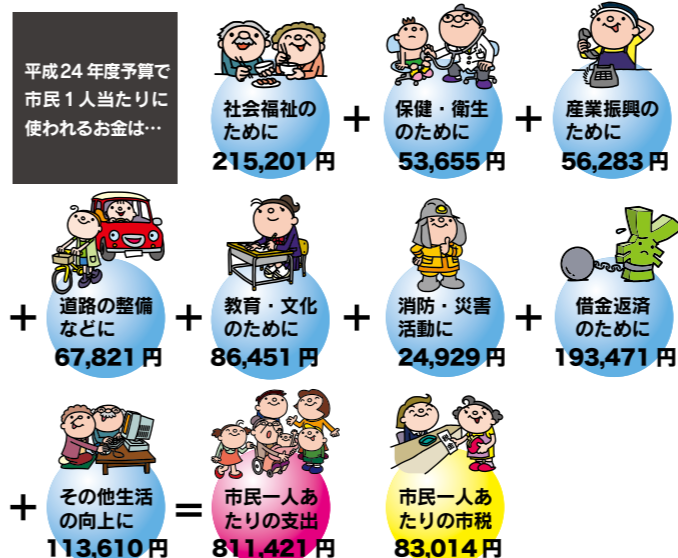 平成24年度予算で
市民1人当たりに
使われるお金は…
社会福祉の
ために
215,201円
+
保健・衛生
のために
53,655円
+
産業振興の
ために
56,283円
+
道路の整備
などに
67,821円
+
教育・文化
のために
86,451円
+
消防・災害
活動に
24,929円
+
借金返済
のために
193,471円
+
その他生活
の向上に
113,610円
=
市民一人あ
たりの支出
811,421円
市民一人あ
たりの市税
83,014円